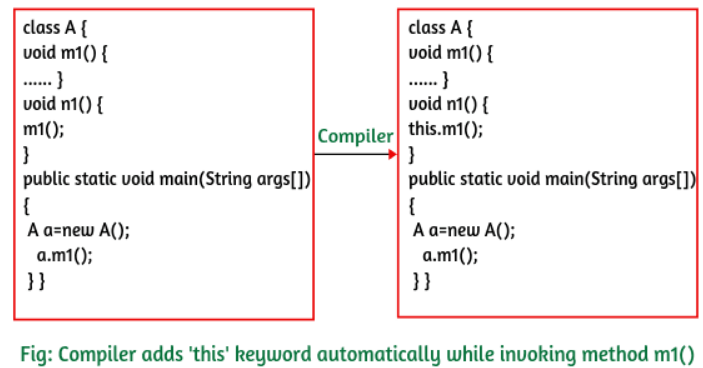 class A {
void m1() {
...... }
void n1() {
m1();
}
public static void main(String args[])
{
A a=new A();
a.m1();
} }
Compiler
class A {
void m1() {
...... }
void n1() {
this.m1();
}
public static void main(String args[])
{
A a=new A();
a.m1();
} }
Fig: Compiler adds 'this' keyword automatically while invoking method m1()